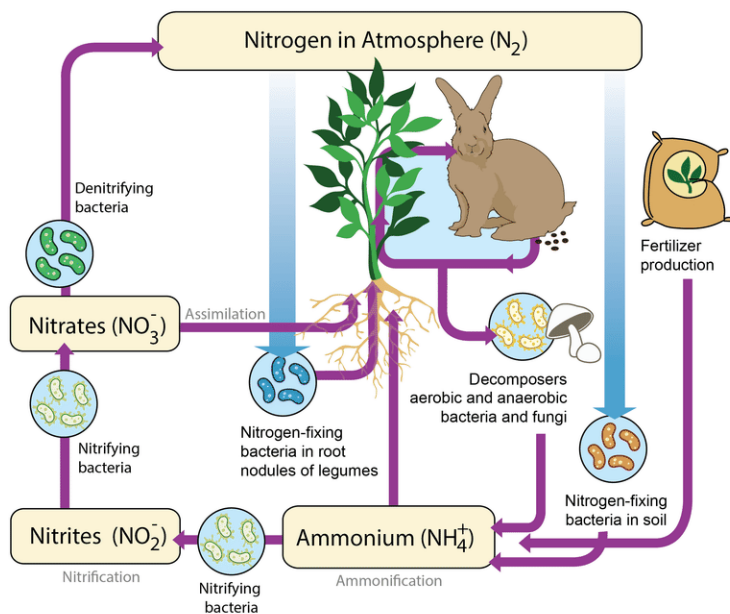 Nitrogen in Atmosphere (N₂)
Denitrifying
bacteria
Fertilizer
production
Nitrates (NO₃⁻)
Assimilation
Decomposers
aerobic and anaerobic
bacteria and fungi
Nitrifying
bacteria
Nitrogen-fixing
bacteria in root
nodules of legumes
Nitrogen-fixing
bacteria in soil
Nitrites (NO₂⁻)
Ammonium (NH₄⁺)
Nitrification
Nitrifying
bacteria
Ammonification